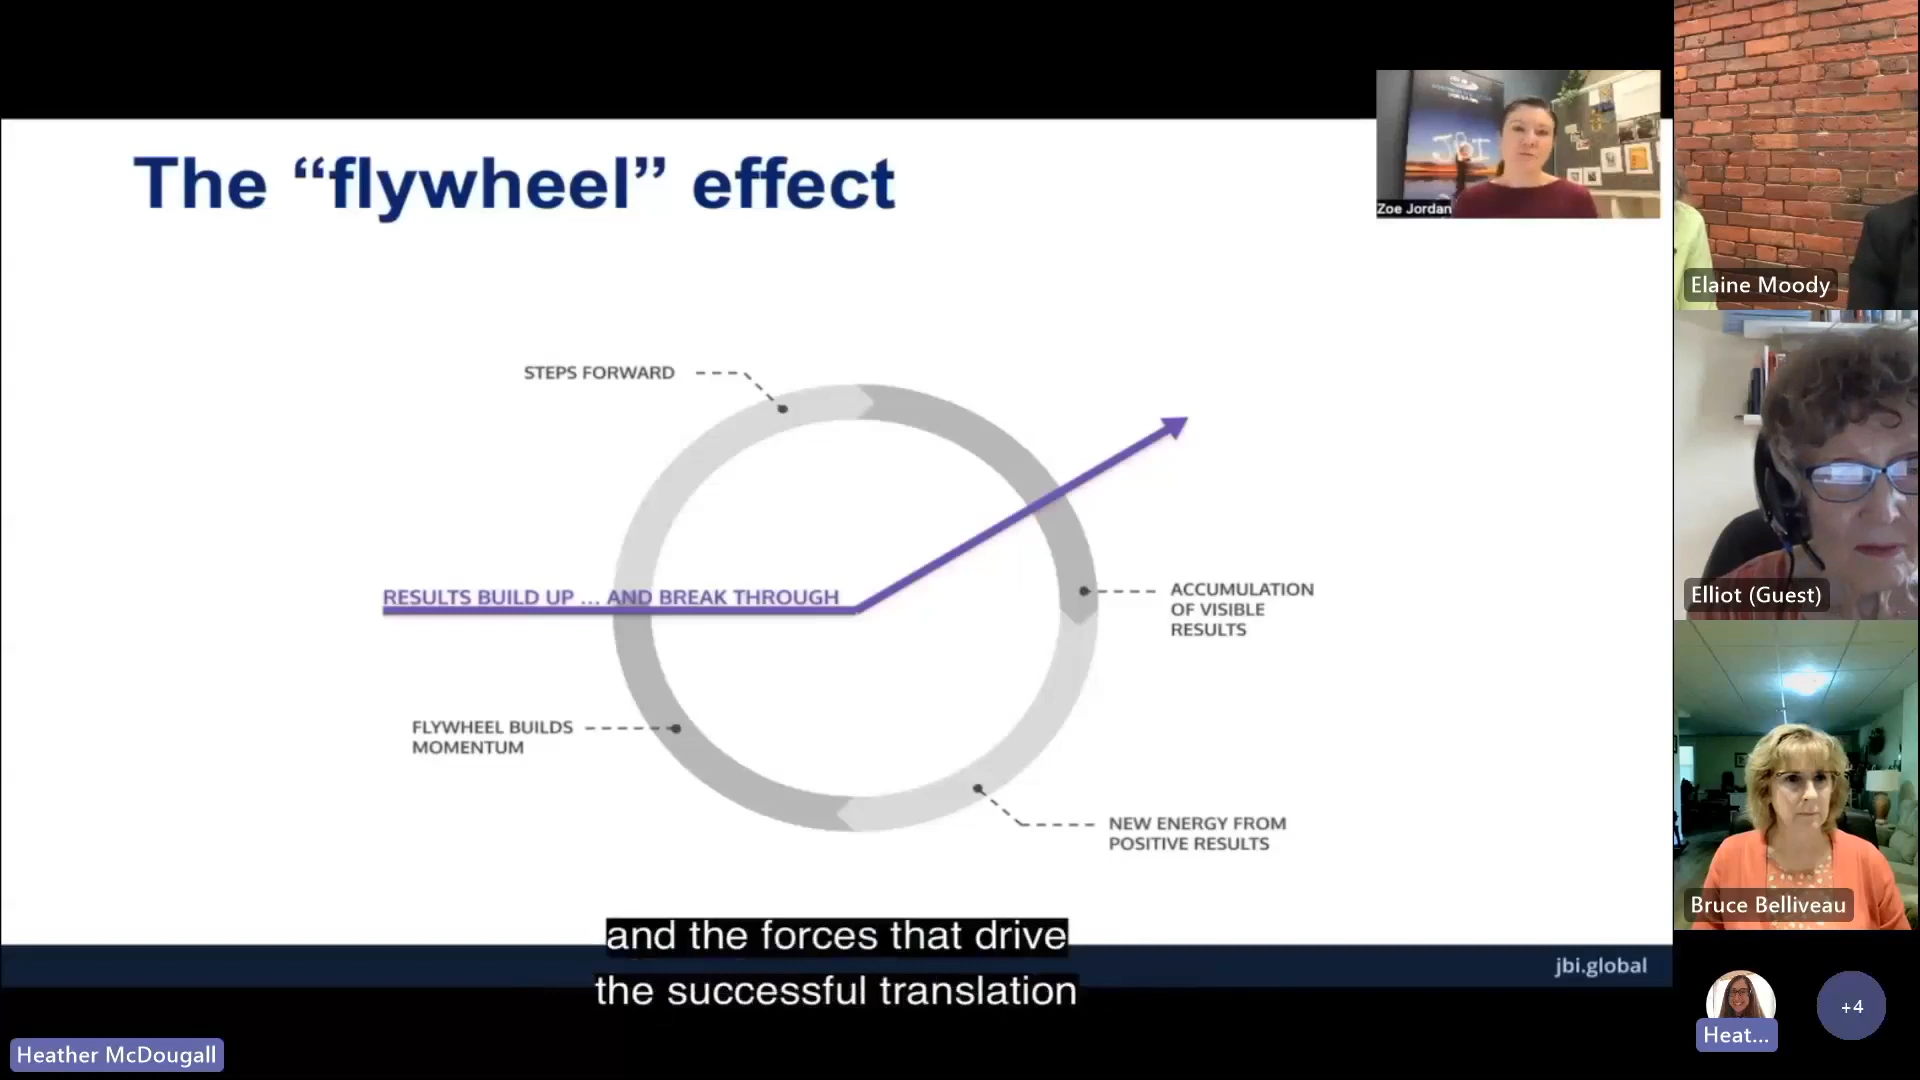 The “flywheel” effect
JBI
Zoe Jordan
Elaine Moody
STEPS FORWARD
RESULTS BUILD UP ... AND BREAK THROUGH
ACCUMULATION
OF VISIBLE
RESULTS
Elliot (Guest)
FLYWHEEL BUILDS
MOMENTUM
NEW ENERGY FROM
POSITIVE RESULTS
Bruce Belliveau
and the forces that drive
the successful translation
jbi.global
+4
Heat...
Heather McDougall